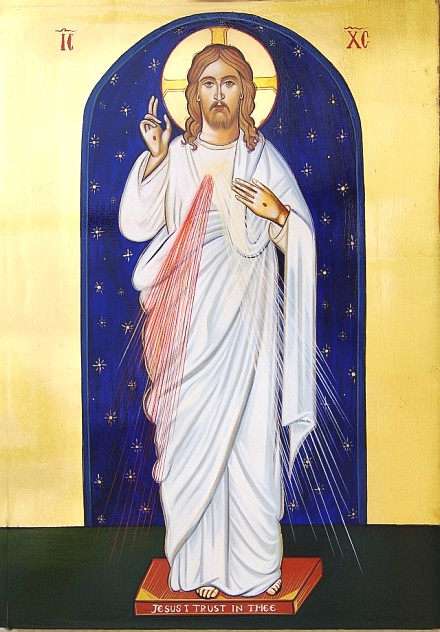 IC XC
JESUS I TRUST IN THEE